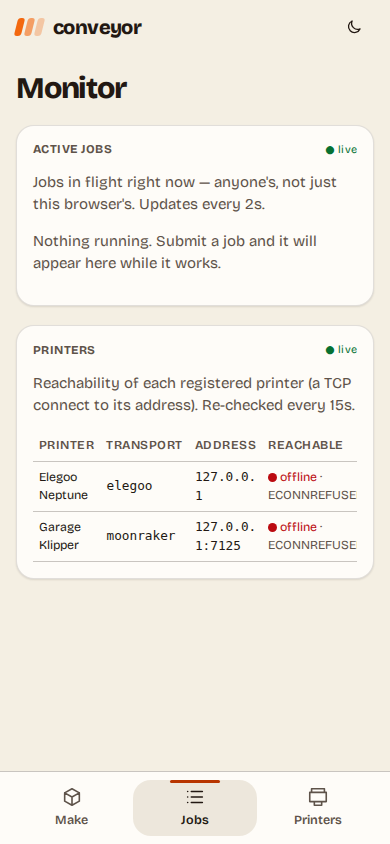 conveyor
Monitor
ACTIVE JOBS
live
Jobs in flight right now — anyone's, not just
this browser's. Updates every 2s.
Nothing running. Submit a job and it will
appear here while it works.
PRINTERS
live
Reachability of each registered printer (a TCP
connect to its address). Re-checked every 15s.
PRINTER TRANSPORT ADDRESS REACHABLE
Elegoo Neptune elegoo 127.0.0.1 offline · ECONNREFUSE
Garage Klipper moonraker 127.0.0.1:7125 offline · ECONNREFUSE
Make Jobs Printers